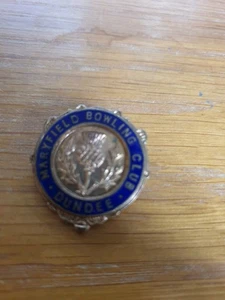 MARYFIELD BOWLING CLUB
· DUNDEE ·